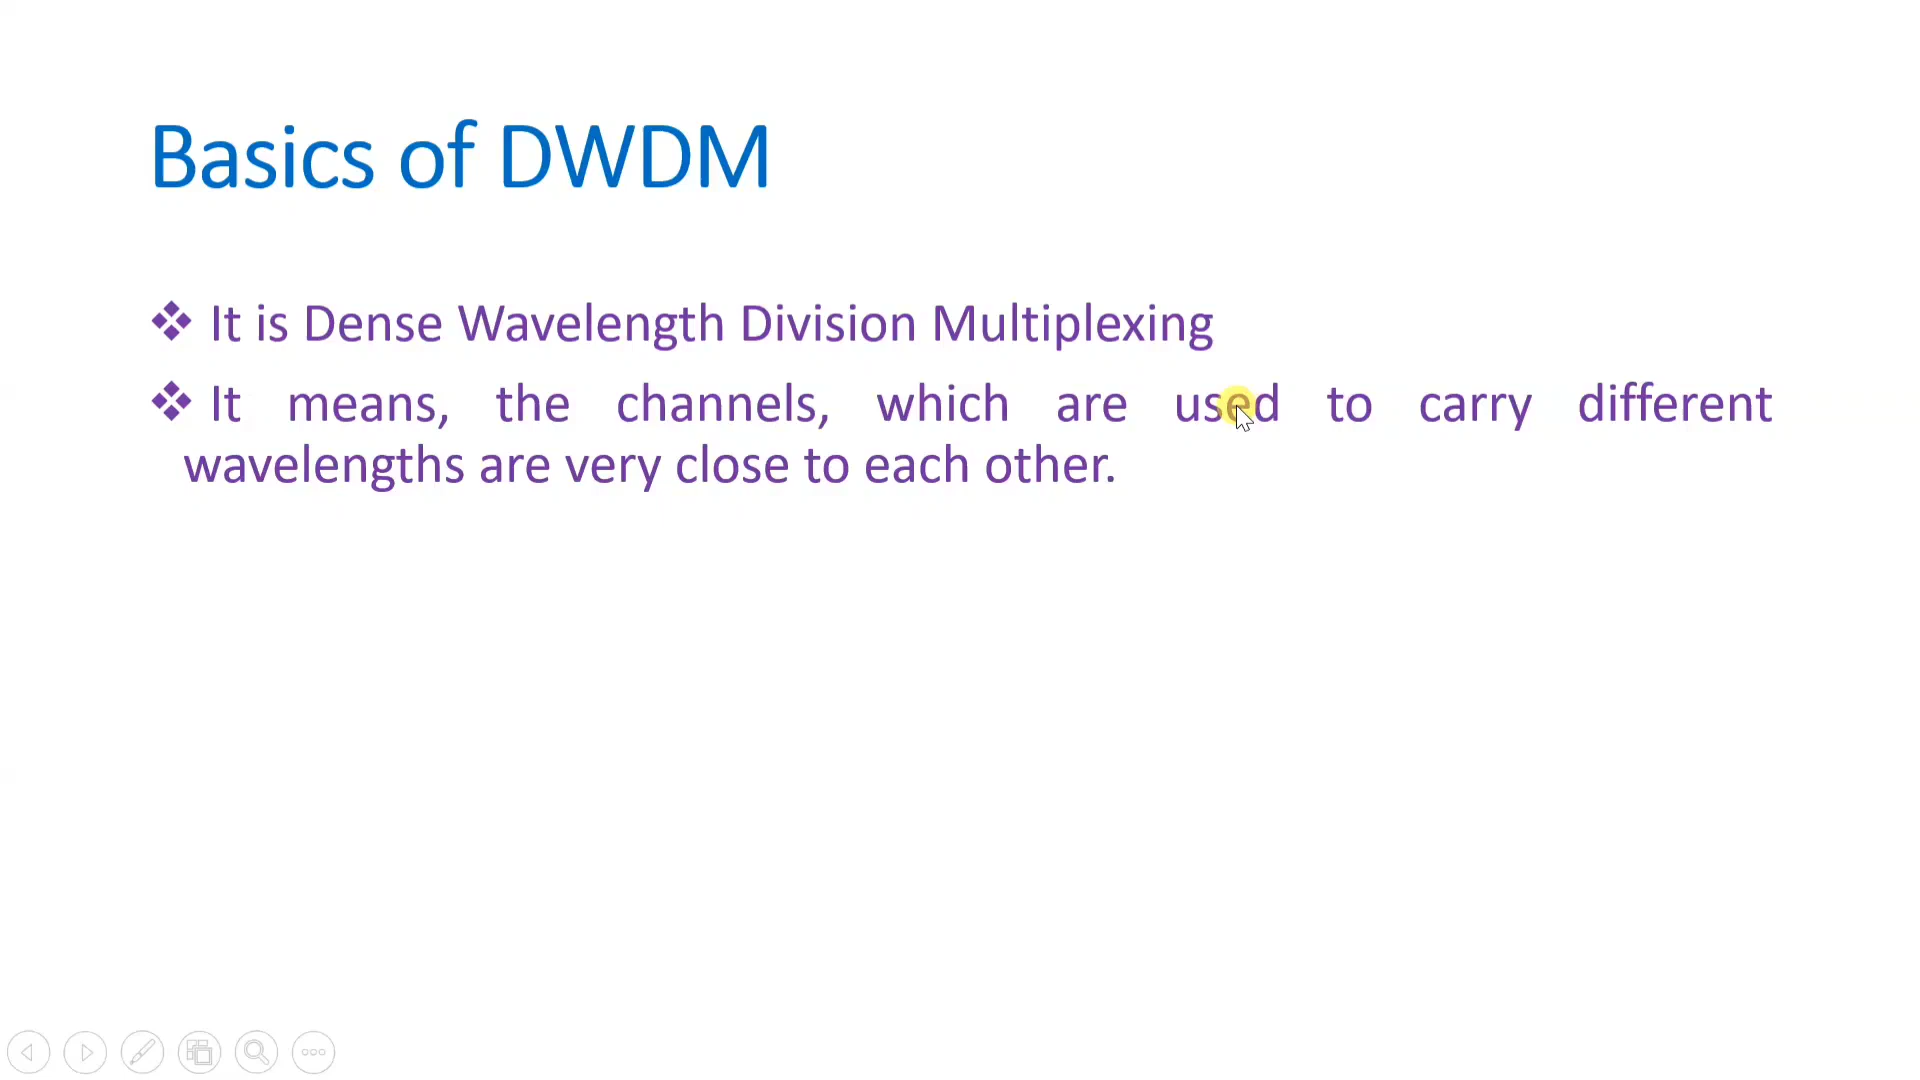 Basics of DWDM
❖ It is Dense Wavelength Division Multiplexing
❖ It means, the channels, which are used to carry different
wavelengths are very close to each other.